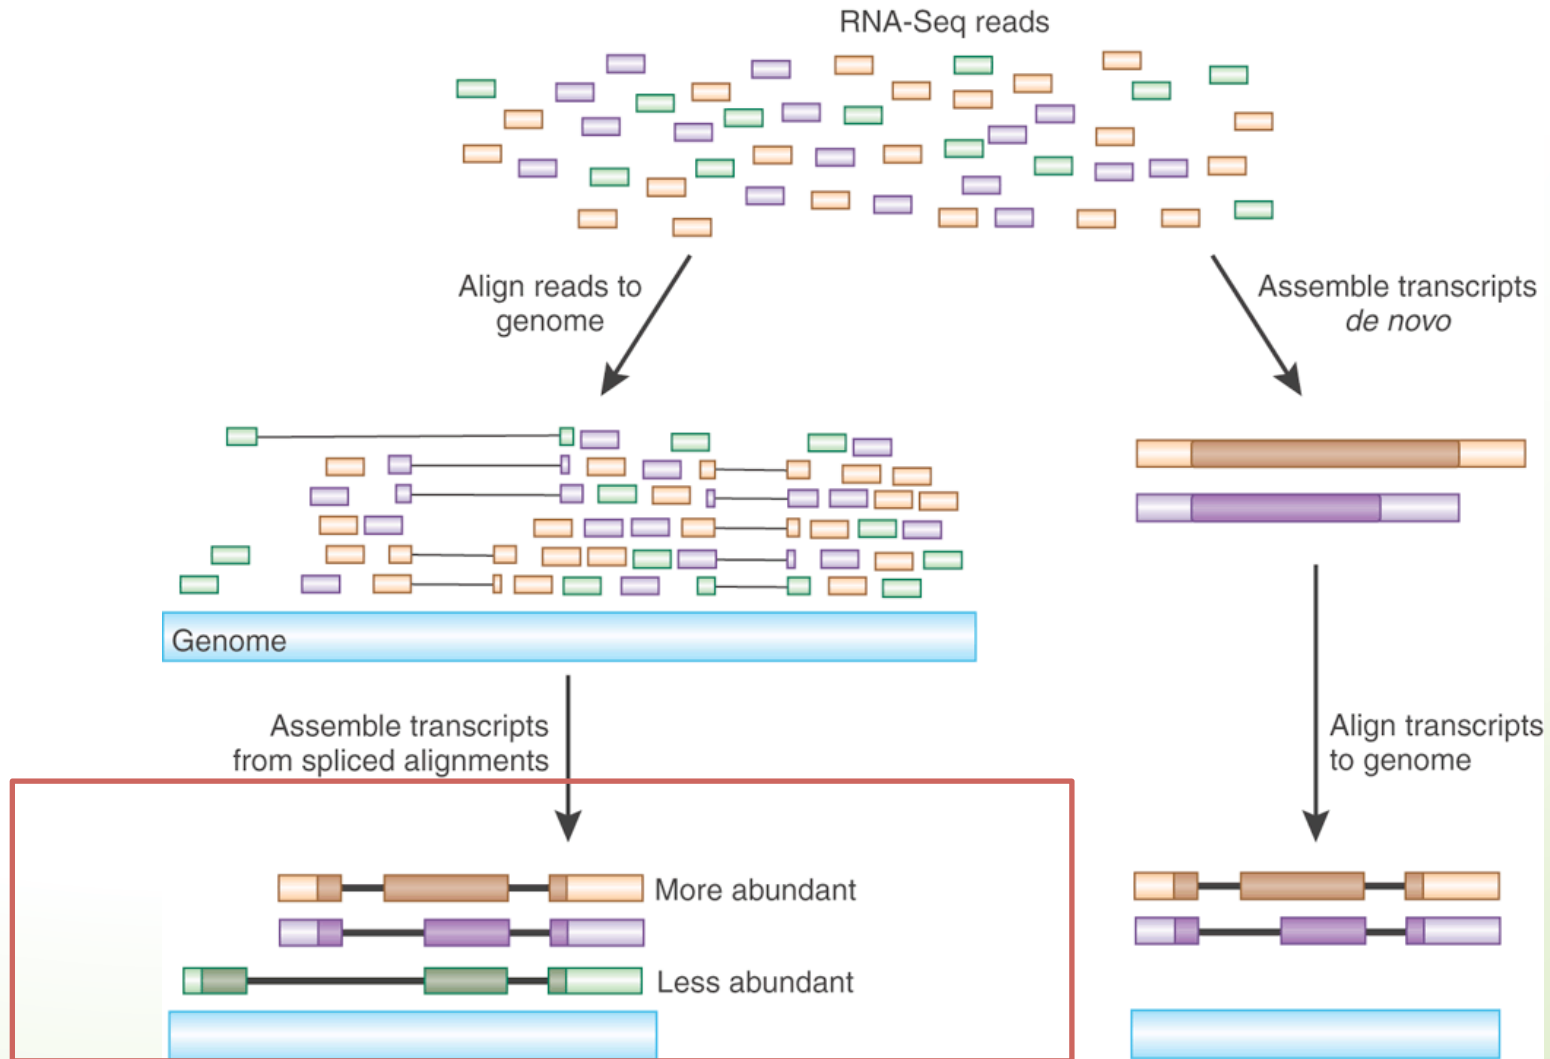 RNA-Seq reads
Align reads to
genome
Assemble transcripts
de novo
Genome
Assemble transcripts
from spliced alignments
Align transcripts
to genome
More abundant
Less abundant